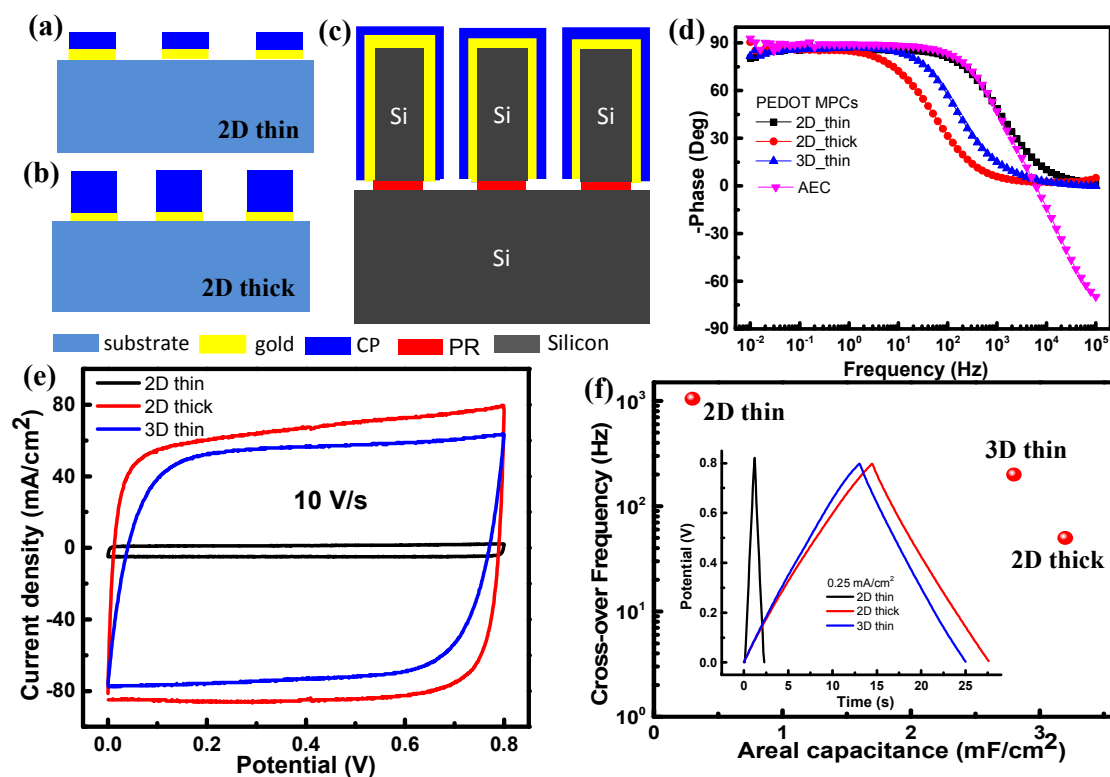 (a)
2D thin
(b)
2D thick
(c)
Si Si Si
Si
substrate gold CP PR Silicon
(d)
-Phase (Deg)
90
60
30
0
-30
-60
-90
PEDOT MPCs
2D_thin
2D_thick
3D_thin
AEC
10⁻² 10⁻¹ 10⁰ 10¹ 10² 10³ 10⁴ 10⁵
Frequency (Hz)
(e)
2D thin
2D thick
3D thin
10 V/s
Current density (mA/cm²)
80
40
0
-40
-80
0.0 0.2 0.4 0.6 0.8
Potential (V)
(f)
Cross-over Frequency (Hz)
10³
10²
10¹
10⁰
2D thin
3D thin
2D thick
Potential (V)
0.8
0.6
0.4
0.2
0.0
0.25 mA/cm²
2D thin
2D thick
3D thin
0 5 10 15 20 25
Time (s)
0 1 2 3
Areal capacitance (mF/cm²)